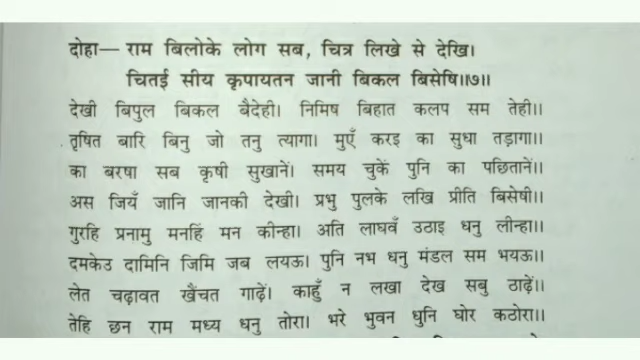 दोहा— राम बिलोके लोग सब, चित्र लिखे से देखि।
चितई सीय कृपायतन जानी बिकल बिसेषि॥७॥
देखी बिपुल बिकल बैदेही। निमिष बिहात कलप सम तेही॥
तृषित बारि बिनु जो तनु त्यागा। मुएँ करइ का सुधा तड़ागा॥
का बरषा सब कृषी सुखानें। समय चुकें पुनि का पछितानें॥
अस जियँ जानि जानकी देखी। प्रभु पुलके लखि प्रीति बिसेषी॥
गुरहि प्रनामु मनहिं मन कीन्हा। अति लाघवँ उठाइ धनु लीन्हा॥
दमकेउ दामिनि जिमि जब लयऊ। पुनि नभ धनु मंडल सम भयऊ॥
लेत चढ़ावत खैंचत गाढ़ें। काहुँ न लखा देख सबु ठाढ़ें॥
तेहि छन राम मध्य धनु तोरा। भरे भुवन धुनि घोर कठोरा॥